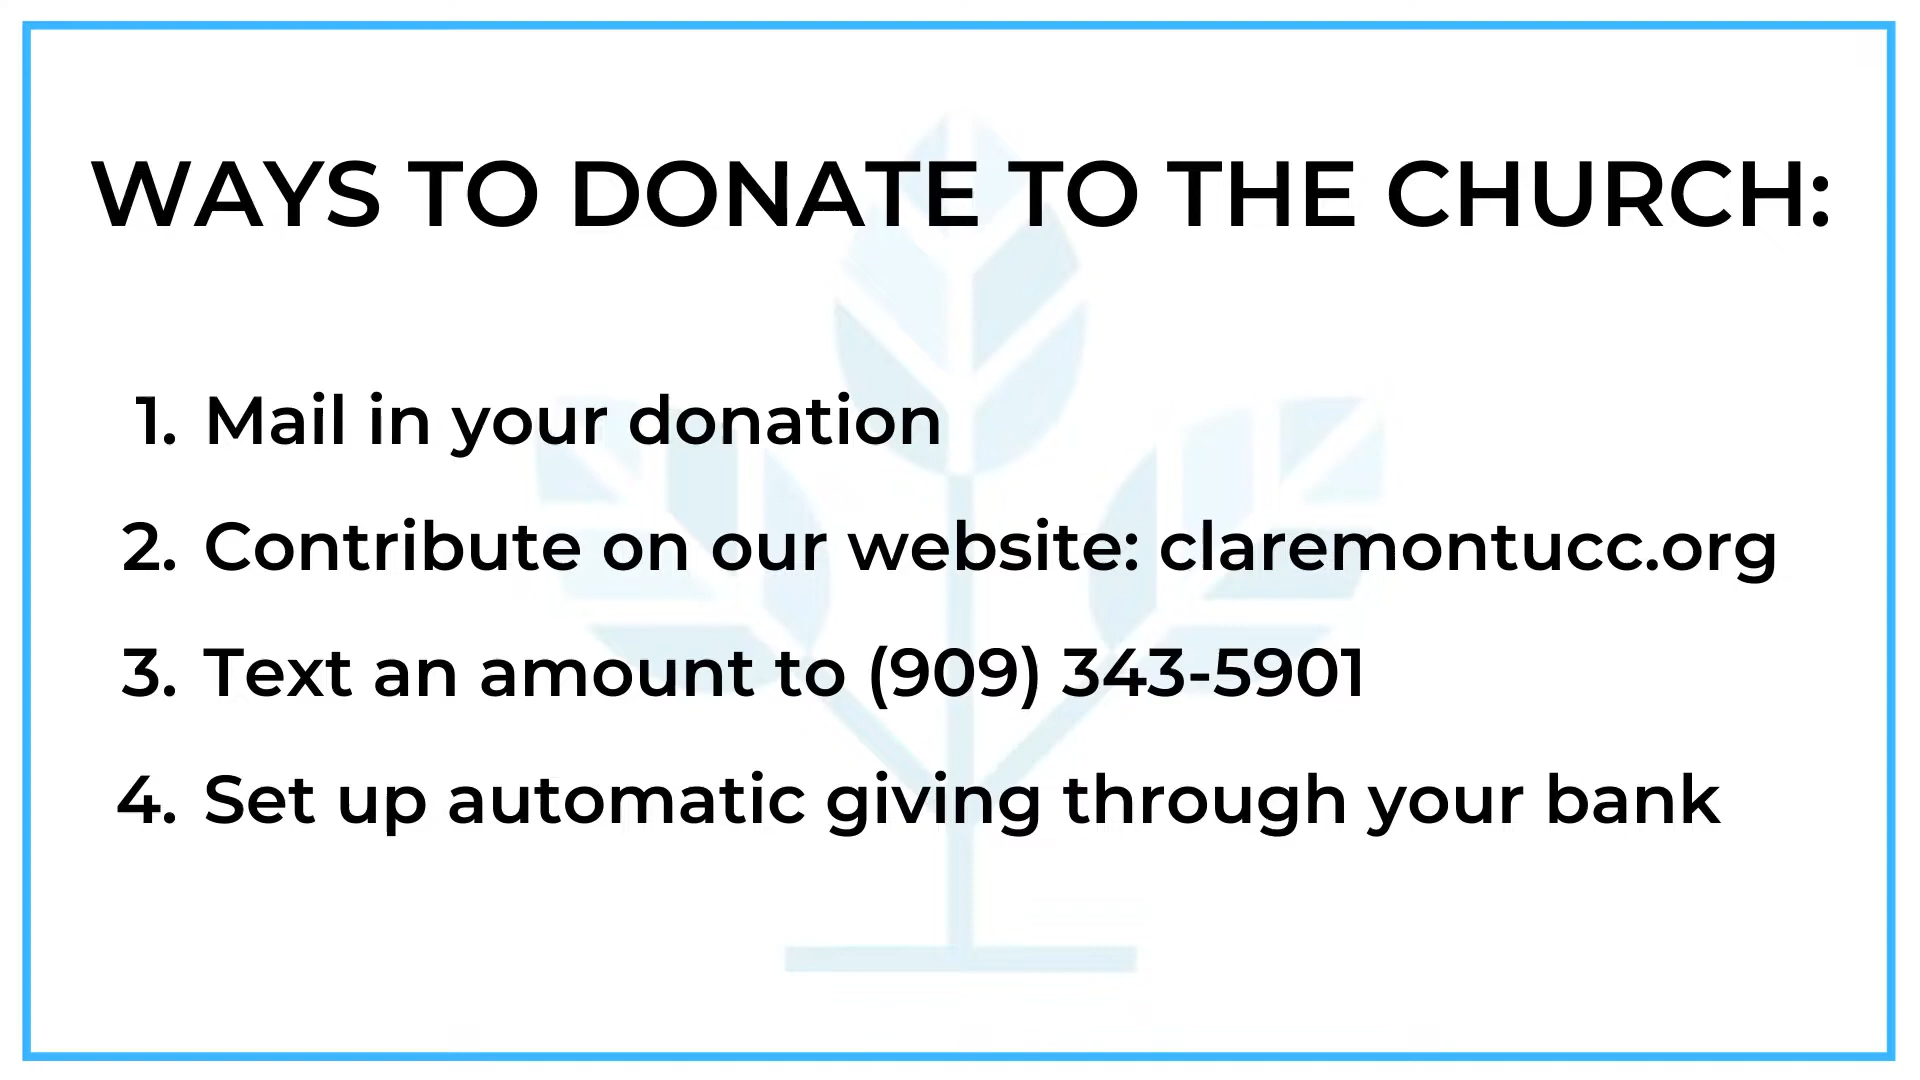 WAYS TO DONATE TO THE CHURCH:
1. Mail in your donation
2. Contribute on our website: claremontucc.org
3. Text an amount to (909) 343-5901
4. Set up automatic giving through your bank